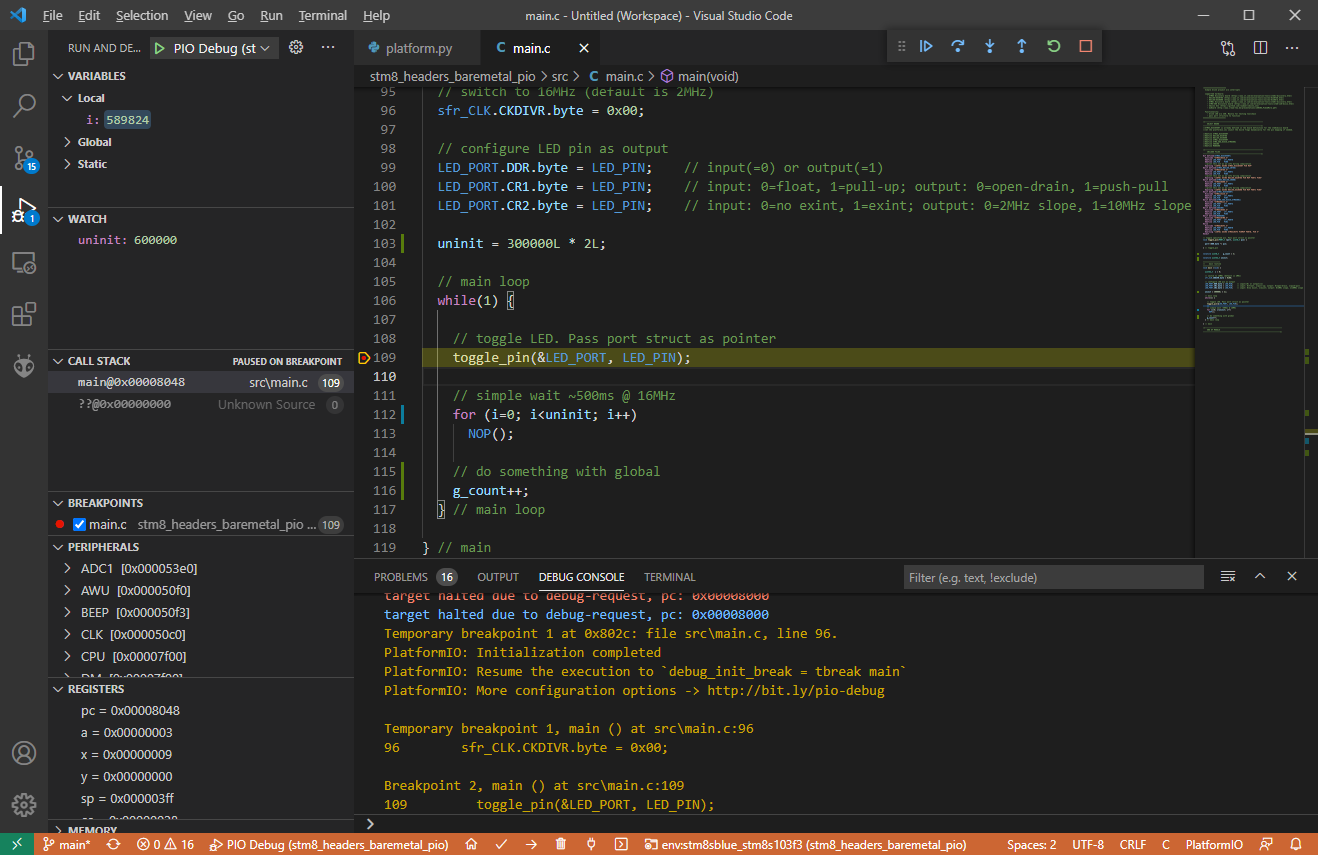 File Edit Selection View Go Run Terminal Help
main.c - Untitled (Workspace) - Visual Studio Code
RUN AND DE... PIO Debug (st
VARIABLES
Local
i: 589824
Global
Static
15
1
WATCH
uninit: 600000
CALL STACK PAUSED ON BREAKPOINT
main@0x00008048 src\main.c 109
??@0x00000000 Unknown Source 0
BREAKPOINTS
main.c stm8_headers_baremetal_pio ... 109
PERIPHERALS
ADC1 [0x000053e0]
AWU [0x000050f0]
BEEP [0x000050f3]
CLK [0x000050c0]
CPU [0x00007f00]
REGISTERS
pc = 0x00008048
a = 0x00000003
x = 0x00000009
y = 0x00000000
sp = 0x000003ff
MEMORY
platform.py
C main.c
stm8_headers_baremetal_pio > src > C main.c > main(void)
95 // switch to 16MHz (default is 2MHz)
96 sfr_CLK.CKDIVR.byte = 0x00;
97
98 // configure LED pin as output
99 LED_PORT.DDR.byte = LED_PIN; // input(=0) or output(=1)
100 LED_PORT.CR1.byte = LED_PIN; // input: 0=float, 1=pull-up; output: 0=open-drain, 1=push-pull
101 LED_PORT.CR2.byte = LED_PIN; // input: 0=no exint, 1=exint; output: 0=2MHz slope, 1=10MHz slope
102
103 uninit = 300000L * 2L;
104
105 // main loop
106 while(1) {
107
108 // toggle LED. Pass port struct as pointer
109 toggle_pin(&LED_PORT, LED_PIN);
110
111 // simple wait ~500ms @ 16MHz
112 for (i=0; i<uninit; i++)
113 NOP();
114
115 // do something with global
116 g_count++;
117 } // main loop
118
119 } // main
PROBLEMS 16 OUTPUT DEBUG CONSOLE TERMINAL
Filter (e.g. text, !exclude)
target halted due to debug-request, pc: 0x00008000
target halted due to debug-request, pc: 0x00008000
Temporary breakpoint 1 at 0x802c: file src\main.c, line 96.
PlatformIO: Initialization completed
PlatformIO: Resume the execution to `debug_init_break = tbreak main`
PlatformIO: More configuration options -> http://bit.ly/pio-debug
Temporary breakpoint 1, main () at src\main.c:96
96 sfr_CLK.CKDIVR.byte = 0x00;
Breakpoint 2, main () at src\main.c:109
109 toggle_pin(&LED_PORT, LED_PIN);
main* 0 16 PIO Debug (stm8_headers_baremetal_pio) env:stm8sblue_stm8s103f3 (stm8_headers_baremetal_pio) Spaces: 2 UTF-8 CRLF C PlatformIO